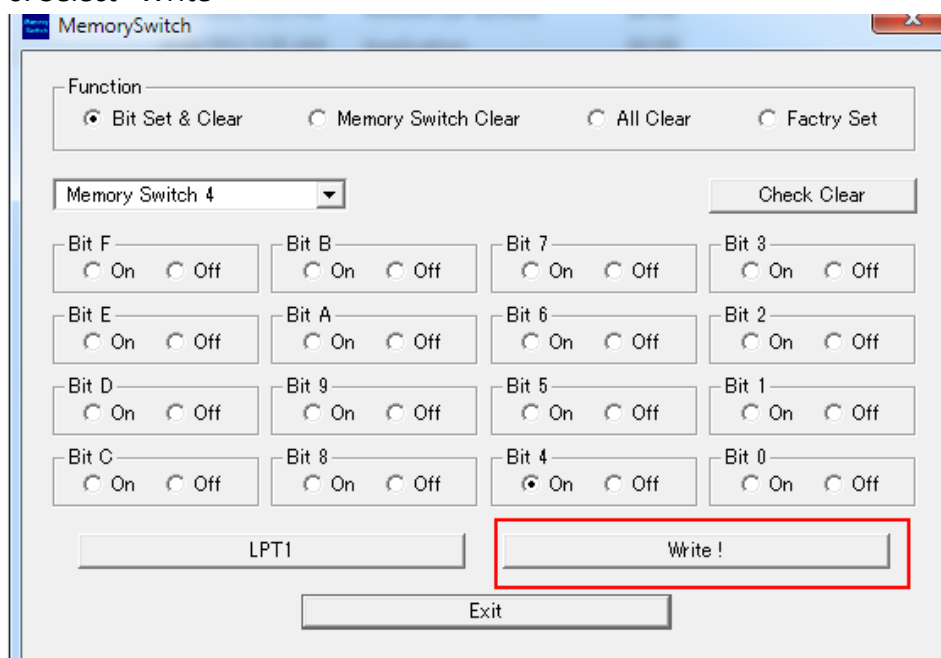 Select "Write"
MemorySwitch
Function
Bit Set & Clear Memory Switch Clear All Clear Factry Set
Memory Switch 4 Check Clear
Bit F Bit B Bit 7 Bit 3
On Off On Off On Off On Off
Bit E Bit A Bit 6 Bit 2
On Off On Off On Off On Off
Bit D Bit 9 Bit 5 Bit 1
On Off On Off On Off On Off
Bit C Bit 8 Bit 4 Bit 0
On Off On Off On Off On Off
LPT1 Write !
Exit